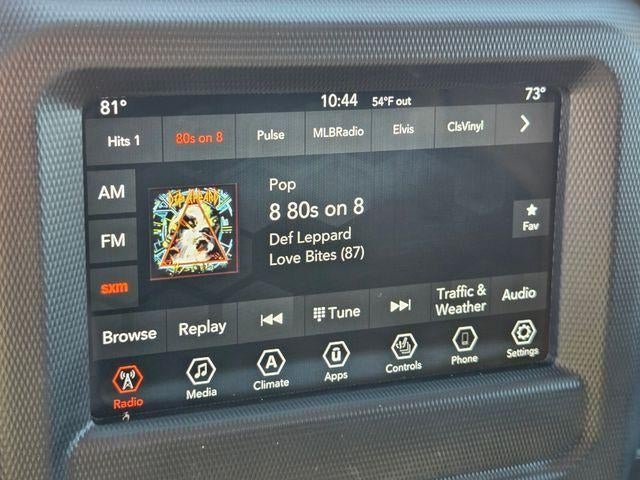 81° 10:44 54°F out 73°
Hits 1 80s on 8 Pulse MLBRadio Elvis ClsVinyl
AM
FM
sxm
DEF LEPPARD
Pop
8 80s on 8
Def Leppard
Love Bites (87)
Fav
Browse Replay Tune Traffic & Weather Audio
Radio Media A Climate ū Apps Controls Phone Settings